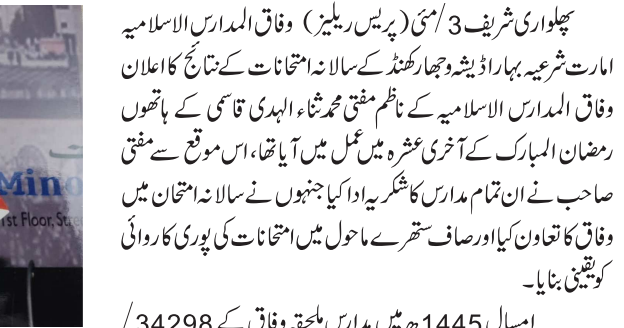 پھلواری شریف 3/مئی (پریس ریلیز) وفاق المدارس الاسلامیہ
امارت شرعیہ بہار اڈیشہ وجھارکھنڈ کے سالانہ امتحانات کے نتائج کا اعلان
وفاق المدارس الاسلامیہ کے ناظم مفتی محمد ثناء الہدی قاسمی کے ہاتھوں
رمضان المبارک کے آخری عشرہ میں عمل میں آیا تھا، اس موقع سے مفتی
صاحب نے ان تمام مدارس کا شکریہ ادا کیا جنہوں نے سالانہ امتحان میں
وفاق کا تعاون کیا اور صاف ستھرے ماحول میں امتحانات کی پوری کاروائی
کو یقینی بنایا۔
امسال 1445ھ میں مدارس ملحقہ وفاق کے 34298/
Mino
1st Floor, Stre